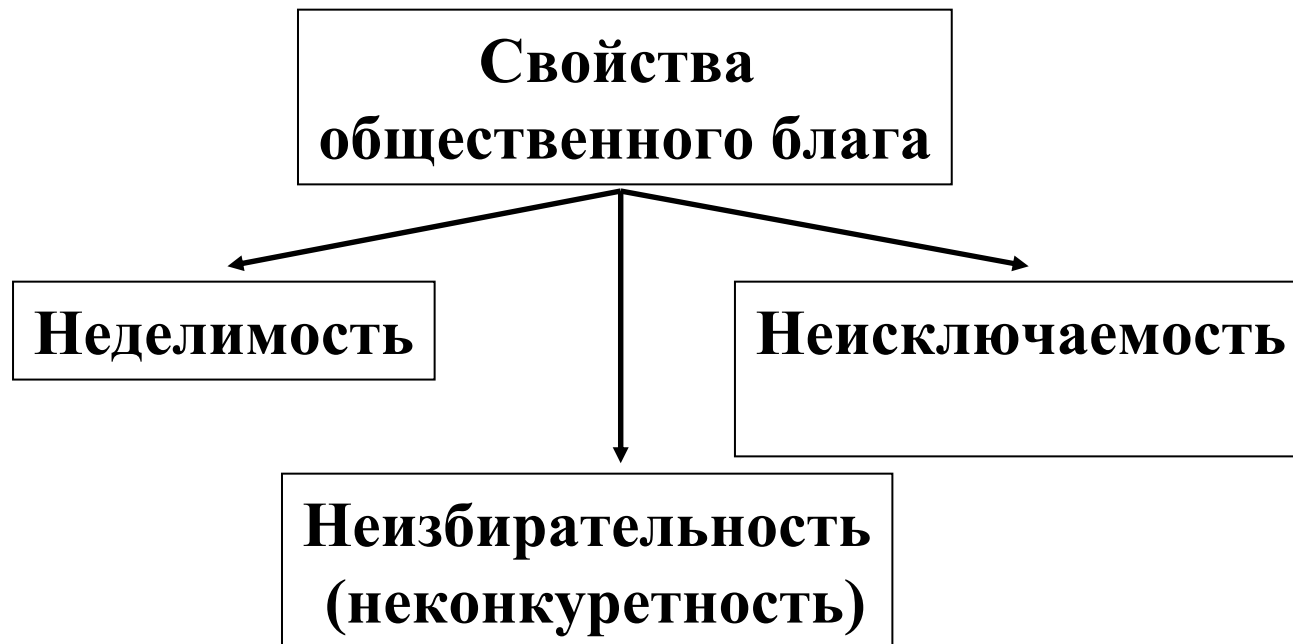 Свойства
общественного блага
Неделимость
Неисключаемость
Неизбирательность
(неконкуретность)